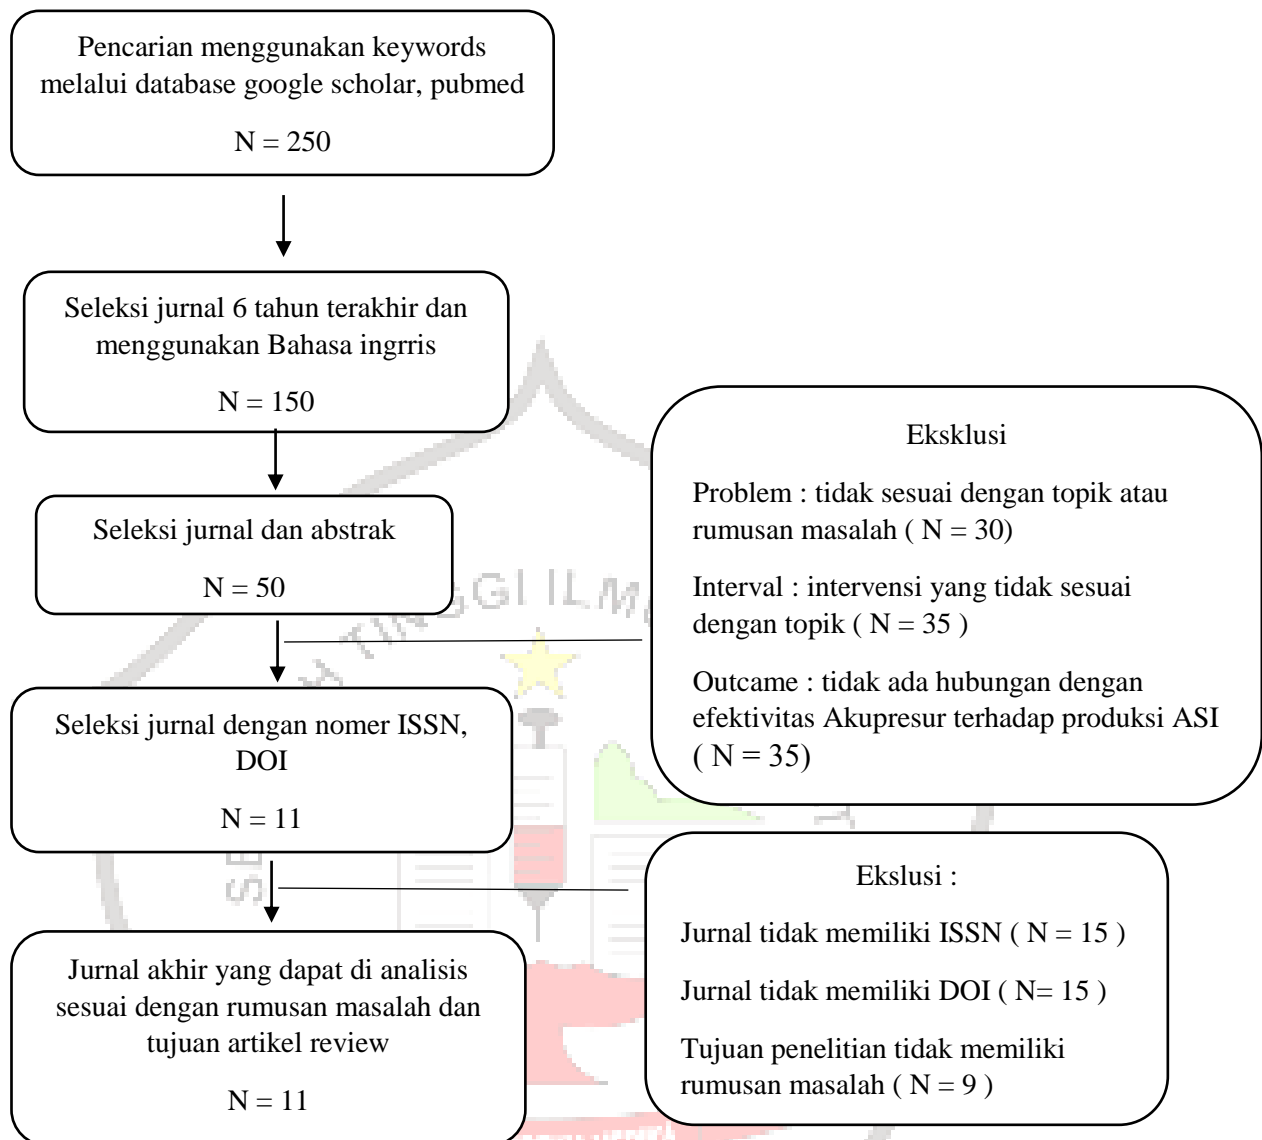 Pencarian menggunakan keywords
melalui database google scholar, pubmed
N = 250
Seleksi jurnal 6 tahun terakhir dan
menggunakan Bahasa ingrris
N = 150
Seleksi jurnal dan abstrak
N = 50
Eksklusi
Problem : tidak sesuai dengan topik atau
rumusan masalah ( N = 30)
Interval : intervensi yang tidak sesuai
dengan topik ( N = 35 )
Outcame : tidak ada hubungan dengan
efektivitas Akupresur terhadap produksi ASI
( N = 35)
Seleksi jurnal dengan nomer ISSN,
DOI
N = 11
Ekslusi :
Jurnal tidak memiliki ISSN ( N = 15 )
Jurnal tidak memiliki DOI ( N= 15 )
Tujuan penelitian tidak memiliki
rumusan masalah ( N = 9 )
Jurnal akhir yang dapat di analisis
sesuai dengan rumusan masalah dan
tujuan artikel review
N = 11